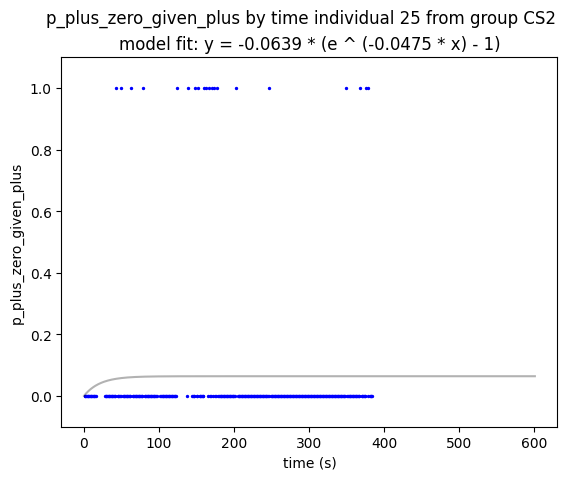 p_plus_zero_given_plus by time individual 25 from group CS2
model fit: y = -0.0639 * (e ^ (-0.0475 * x) - 1)
1.0
0.8
0.6
0.4
0.2
0.0
p_plus_zero_given_plus
0 100 200 300 400 500 600
time (s)